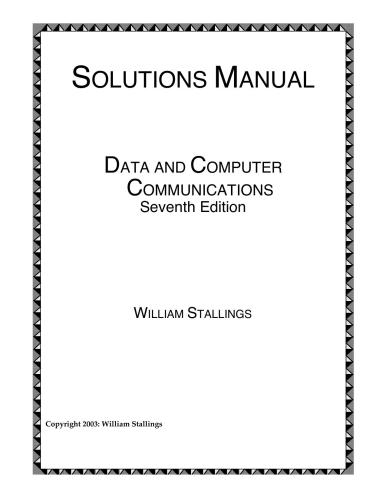 SOLUTIONS MANUAL
DATA AND COMPUTER
COMMUNICATIONS
Seventh Edition
WILLIAM STALLINGS
Copyright 2003: William Stallings